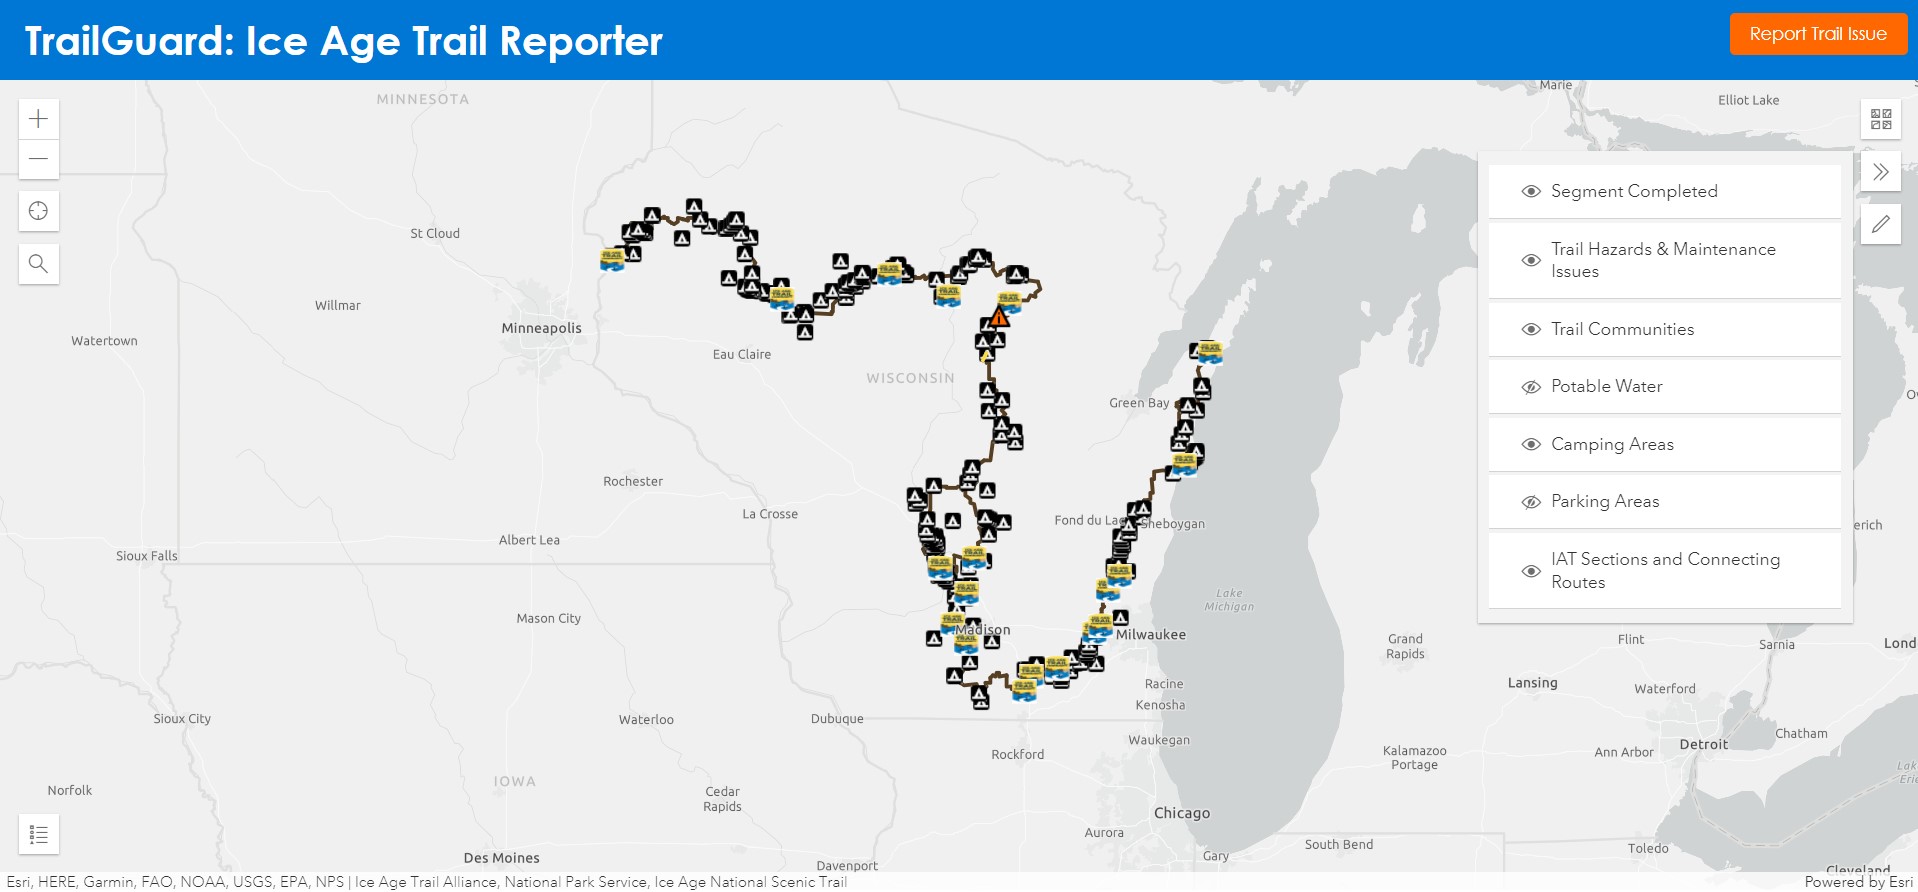 TrailGuard: Ice Age Trail Reporter
Report Trail Issue
Marie
MINNESOTA
Elliot Lake
Segment Completed
Trail Hazards & Maintenance
Issues
Trail Communities
Potable Water
Camping Areas
Parking Areas
IAT Sections and Connecting
Routes
St Cloud
Willmar
Minneapolis
Watertown
Eau Claire
WISCONSIN
Green Bay
Rochester
La Crosse
Fond du Lac
Sheboygan
erich
Albert Lea
Sioux Falls
Lake
Michigan
Mason City
Madison
Milwaukee
Grand
Rapids
Flint
Sarnia
Lond
Lansing
Waterford
Racine
Kenosha
Sioux City
Waterloo
Dubuque
Waukegan
Rockford
Kalamazoo
Portage
Ann Arbor
Detroit
Chatham
IOWA
Norfolk
Cedar
Rapids
Lak
Erie
Chicago
Aurora
South Bend
Toledo
Des Moines
Davenport
Gary
Cleveland
Esri, HERE, Garmin, FAO, NOAA, USGS, EPA, NPS | Ice Age Trail Alliance, National Park Service, Ice Age National Scenic Trail
Powered by Esri